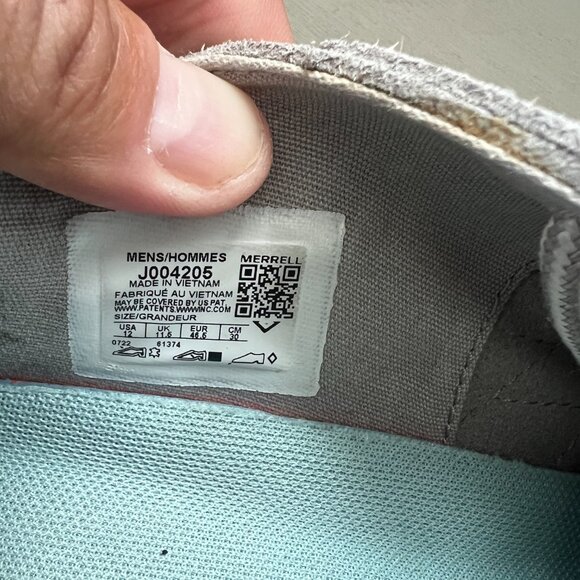 MENS/HOMMES
MERRELL
J004205
MADE IN VIETNAM
FABRIQUÉ AU VIETNAM
MAY BE COVERED BY US PAT.
WWW.PATENTS.WWWINC.COM
SIZE/GRANDEUR
USA UK EUR CM
12 11.5 46.5 30
0722 61374